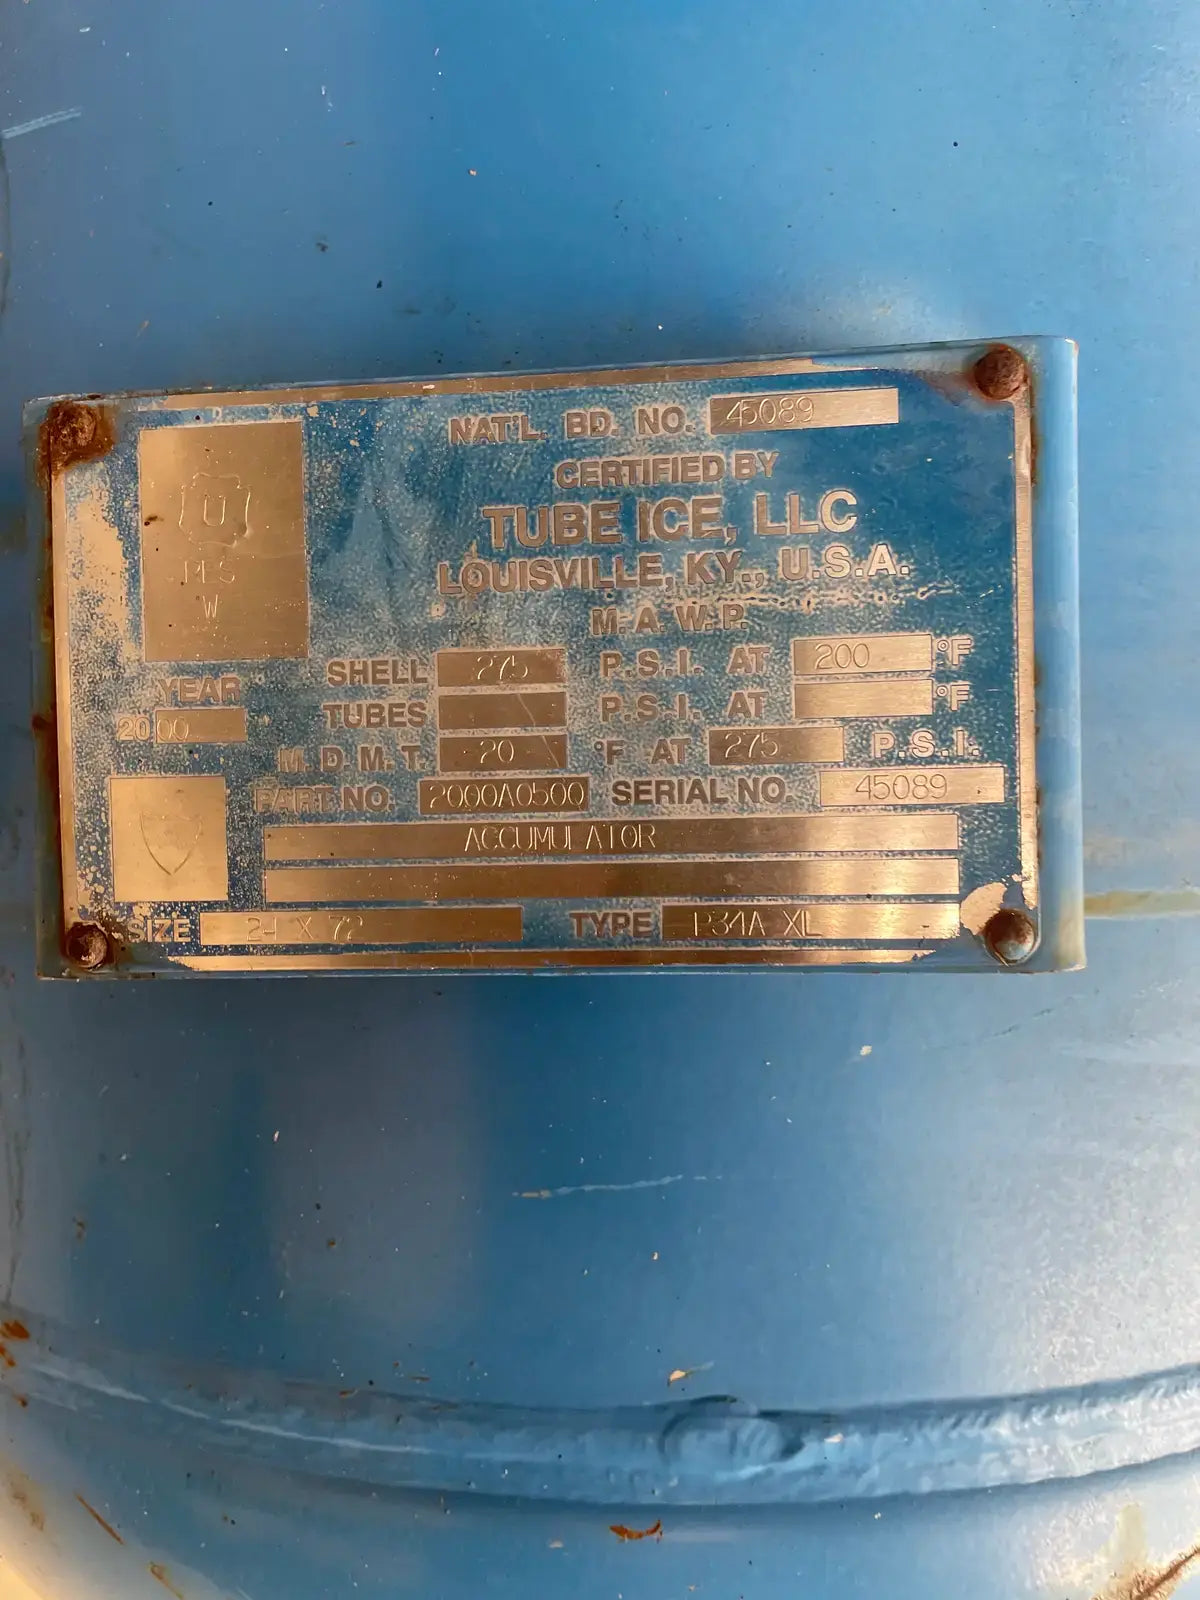 NAT'L. BD. NO. 45089
CERTIFIED BY
TUBE ICE, LLC
LOUISVILLE, KY., U.S.A.
U
RES
W
M. A. W. P.
SHELL 275 P.S.I. AT 200 °F
YEAR
2000
TUBES P.S.I. AT °F
M. D. M. T. -20 °F AT 275 P.S.I.
PART NO. 2000A0500 SERIAL NO. 45089
ACCUMULATOR
SIZE 24 X 72 TYPE P34A XL